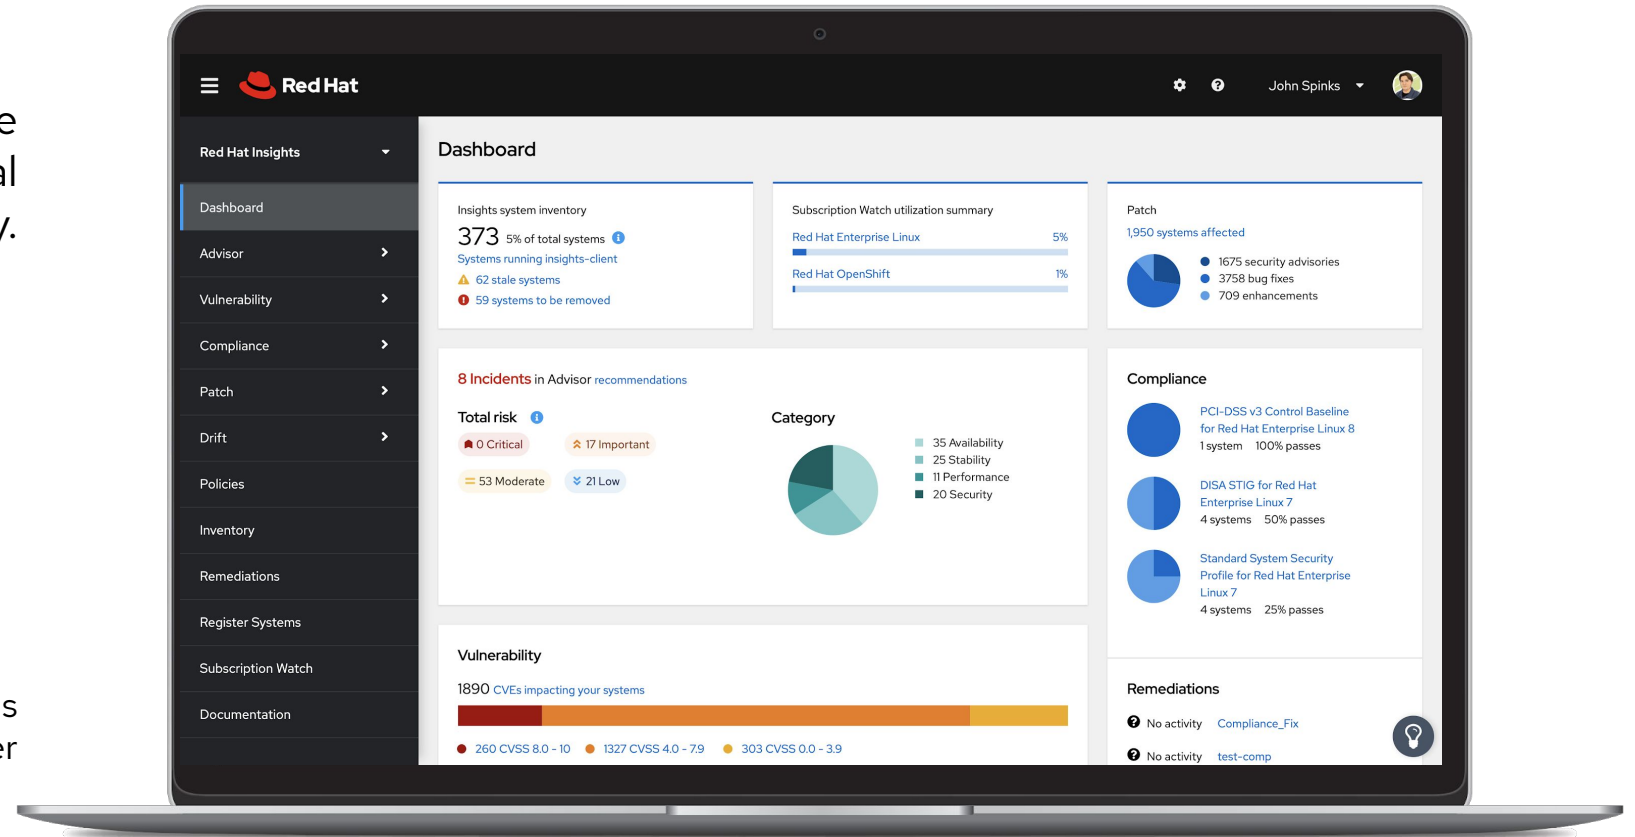 e
al
y.
s
er
Red Hat
John Spinks
Red Hat Insights
Dashboard
Advisor
Vulnerability
Compliance
Patch
Drift
Policies
Inventory
Remediations
Register Systems
Subscription Watch
Documentation
Dashboard
Insights system inventory
373 5% of total systems
Systems running insights-client
62 stale systems
59 systems to be removed
Subscription Watch utilization summary
Red Hat Enterprise Linux 5%
Red Hat OpenShift 1%
Patch
1,950 systems affected
1675 security advisories
3758 bug fixes
709 enhancements
8 Incidents in Advisor recommendations
Total risk
0 Critical 17 Important
53 Moderate 21 Low
Category
35 Availability
25 Stability
11 Performance
20 Security
Compliance
PCI-DSS v3 Control Baseline
for Red Hat Enterprise Linux 8
1 system 100% passes
DISA STIG for Red Hat
Enterprise Linux 7
4 systems 50% passes
Standard System Security
Profile for Red Hat Enterprise
Linux 7
4 systems 25% passes
Vulnerability
1890 CVEs impacting your systems
260 CVSS 8.0 - 10 1327 CVSS 4.0 - 7.9 303 CVSS 0.0 - 3.9
Remediations
No activity Compliance_Fix
No activity test-comp